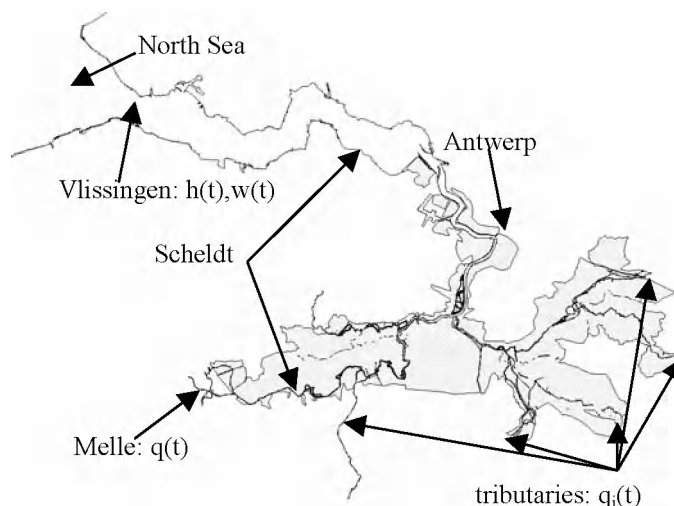 North Sea
Antwerp
Vlissingen: h(t),w(t)
Scheldt
Melle: q(t)
tributaries: qi(t)